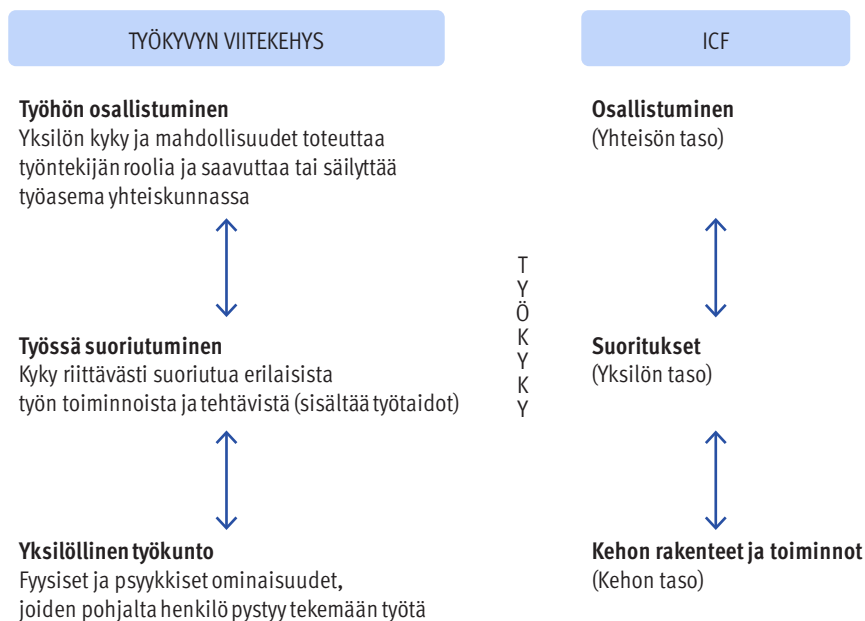 TYÖKYVYN VIITEKEHYS
ICF
Työhön osallistuminen
Yksilön kyky ja mahdollisuudet toteuttaa
työntekijän roolia ja saavuttaa tai säilyttää
työasema yhteiskunnassa
Osallistuminen
(Yhteisön taso)
TYÖKYKY
Työssä suoriutuminen
Kyky riittävästi suoriutua erilaisista
työn toiminnoista ja tehtävistä (sisältää työtaidot)
Suoritukset
(Yksilön taso)
Yksilöllinen työkunto
Fyysiset ja psyykkiset ominaisuudet,
joiden pohjalta henkilö pystyy tekemään työtä
Kehon rakenteet ja toiminnot
(Kehon taso)